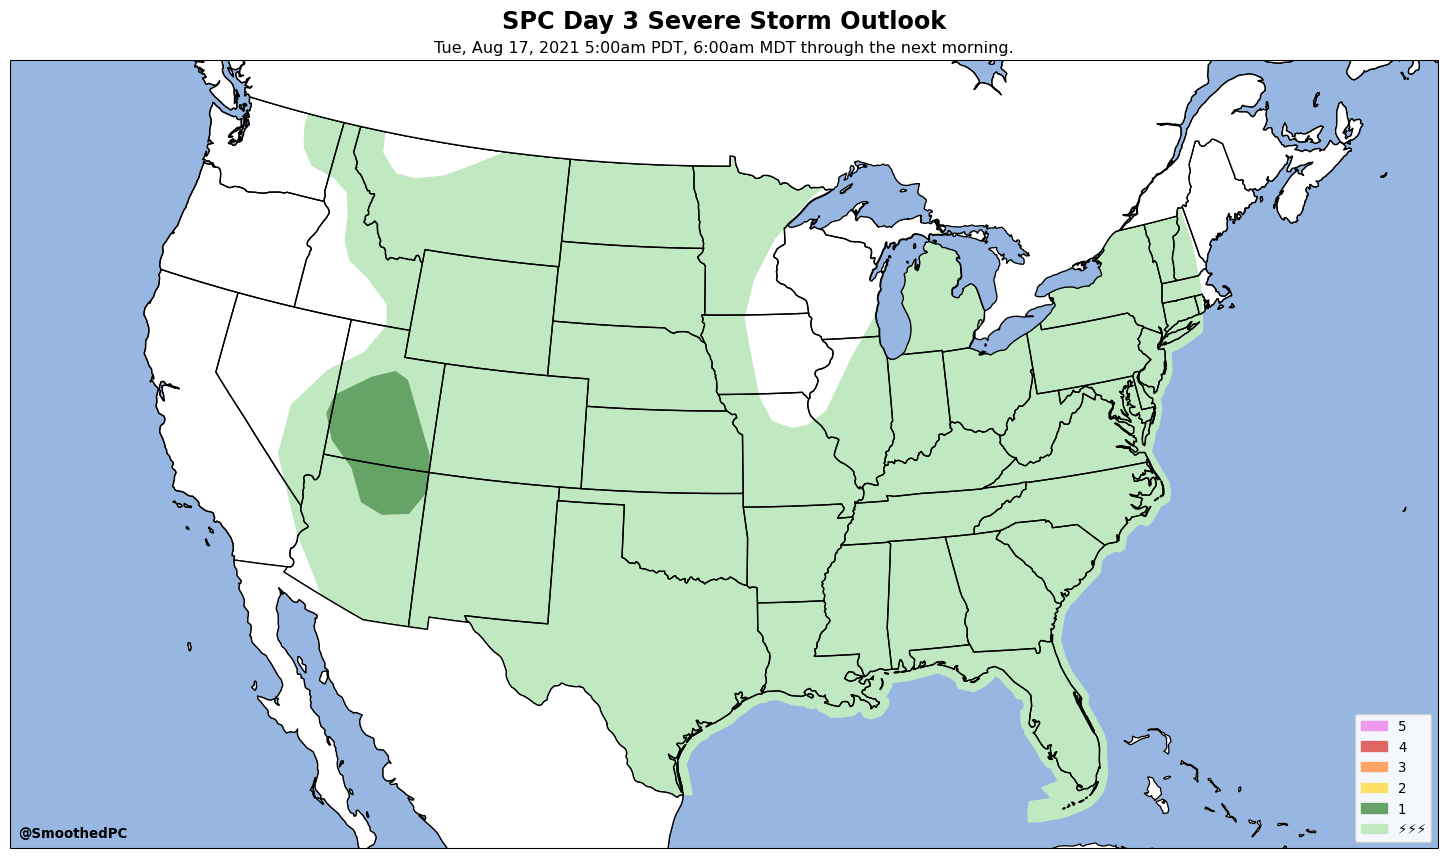 SPC Day 3 Severe Storm Outlook
Tue, Aug 17, 2021 5:00am PDT, 6:00am MDT through the next morning.
5
4
3
2
1
⚡⚡⚡
@SmoothedPC